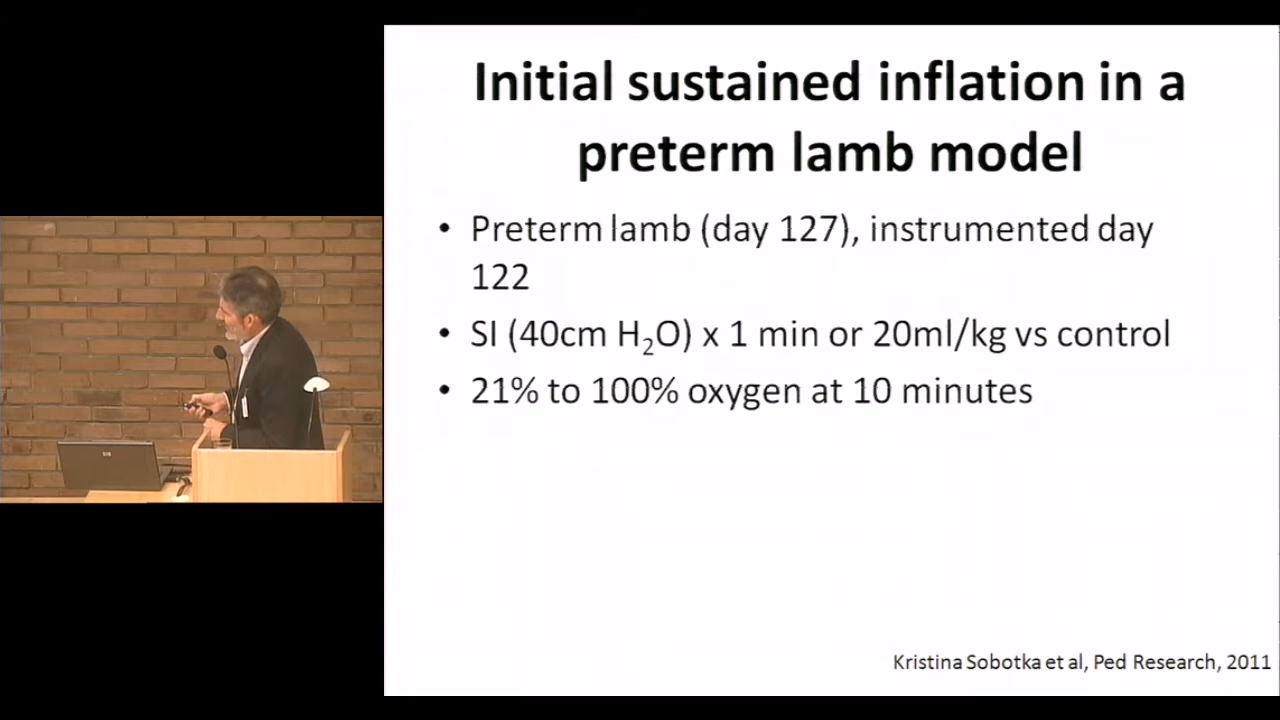 Initial sustained inflation in a
preterm lamb model
• Preterm lamb (day 127), instrumented day
122
• SI (40cm H₂O) x 1 min or 20ml/kg vs control
• 21% to 100% oxygen at 10 minutes
Kristina Sobotka et al, Ped Research, 2011
hp